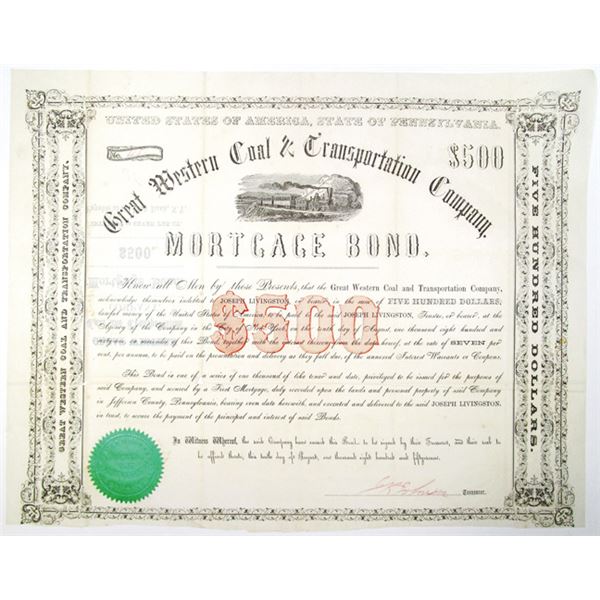 UNITED STATES OF AMERICA, STATE OF PENNSYLVANIA.
No.
$500
Great Western Coal & Transportation Company,
MORTGAGE BOND.
GREAT WESTERN COAL AND TRANSPORTATION COMPANY.
FIVE HUNDRED DOLLARS.
$500
Know all Men by these Presents, that the Great Western Coal and Transportation Company,
acknowledge themselves indebted to JOSEPH LIVINGSTON, or bearer in the sum of FIVE HUNDRED DOLLARS;
lawful money of the United States of America, to be paid to the said JOSEPH LIVINGSTON, Trustee, or bearer, at the
Agency of the Company in the City of New York on the tenth day of August, one thousand eight hundred and
of this Bond together with the interest thereon from the date hereof, at the rate of SEVEN per
cent. per annum, to be paid on the presentation and delivery as they fall due of the annexed Interest Warrants or Coupons.
This Bond is one of a series of one thousand of like tenor and date, privileged to be issued for the purposes of
said Company, and secured by a First Mortgage, duly recorded upon the lands and personal property of said Company
in Jefferson County, Pennsylvania, bearing even date herewith and executed and delivered to the said JOSEPH LIVINGSTON,
in trust, to secure the payment of the principal and interest of said Bonds.
In Witness Whereof, the said Company have caused this Bond to be signed by their Treasurer, and their seal to
be affixed thereto, this tenth day of August, one thousand eight hundred and fifty-seven.
Treasurer.